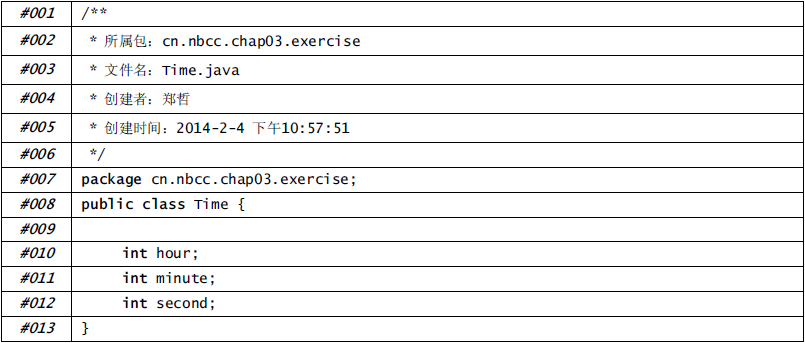 #001 /**
#002  * 所属包：cn.nbcc.chap03.exercise
#003  * 文件名：Time.java
#004  * 创建者：郑哲
#005  * 创建时间：2014-2-4 下午10:57:51
#006  */
#007 package cn.nbcc.chap03.exercise;
#008 public class Time {
#009
#010     int hour;
#011     int minute;
#012     int second;
#013 }